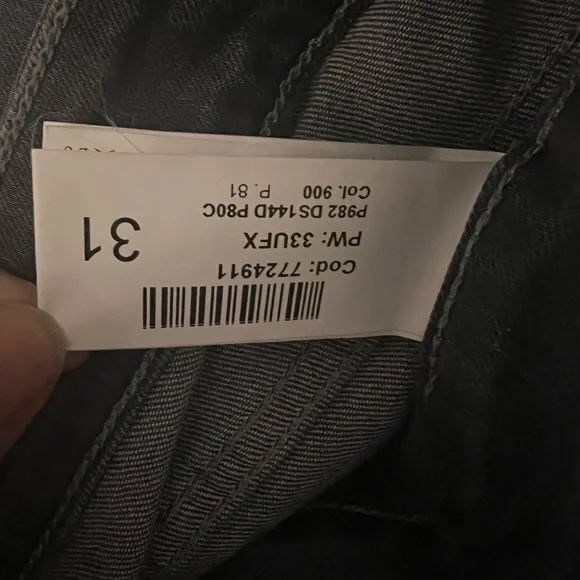 Cod: 7724911
PW: 33UFX
P982 DS144D P80C
Col. 900 P. 81
31